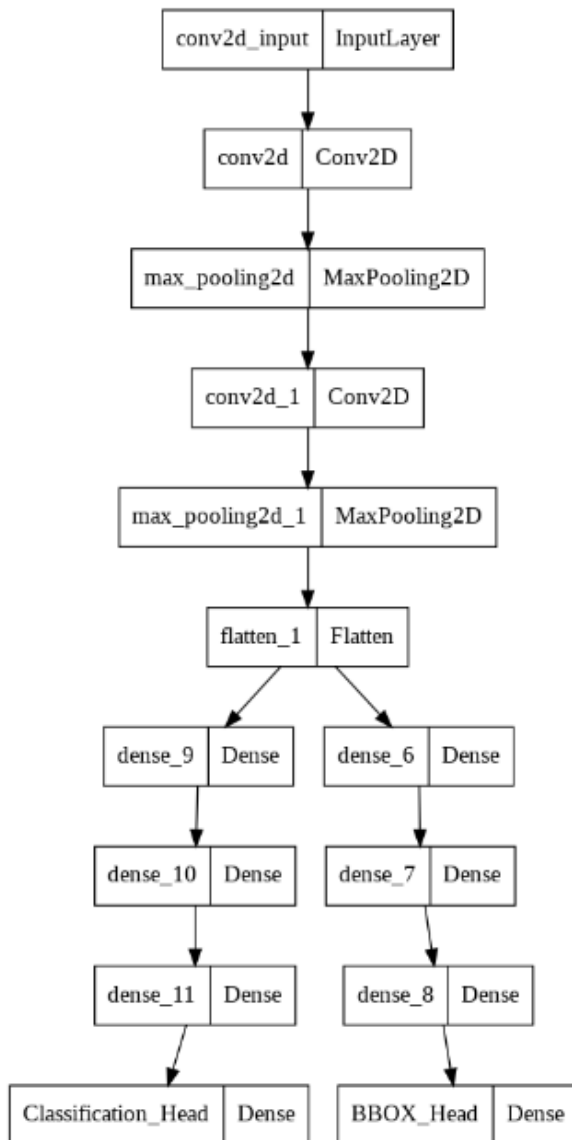 conv2d_input InputLayer
conv2d Conv2D
max_pooling2d MaxPooling2D
conv2d_1 Conv2D
max_pooling2d_1 MaxPooling2D
flatten_1 Flatten
dense_9 Dense dense_6 Dense
dense_10 Dense dense_7 Dense
dense_11 Dense dense_8 Dense
Classification_Head Dense BBOX_Head Dense